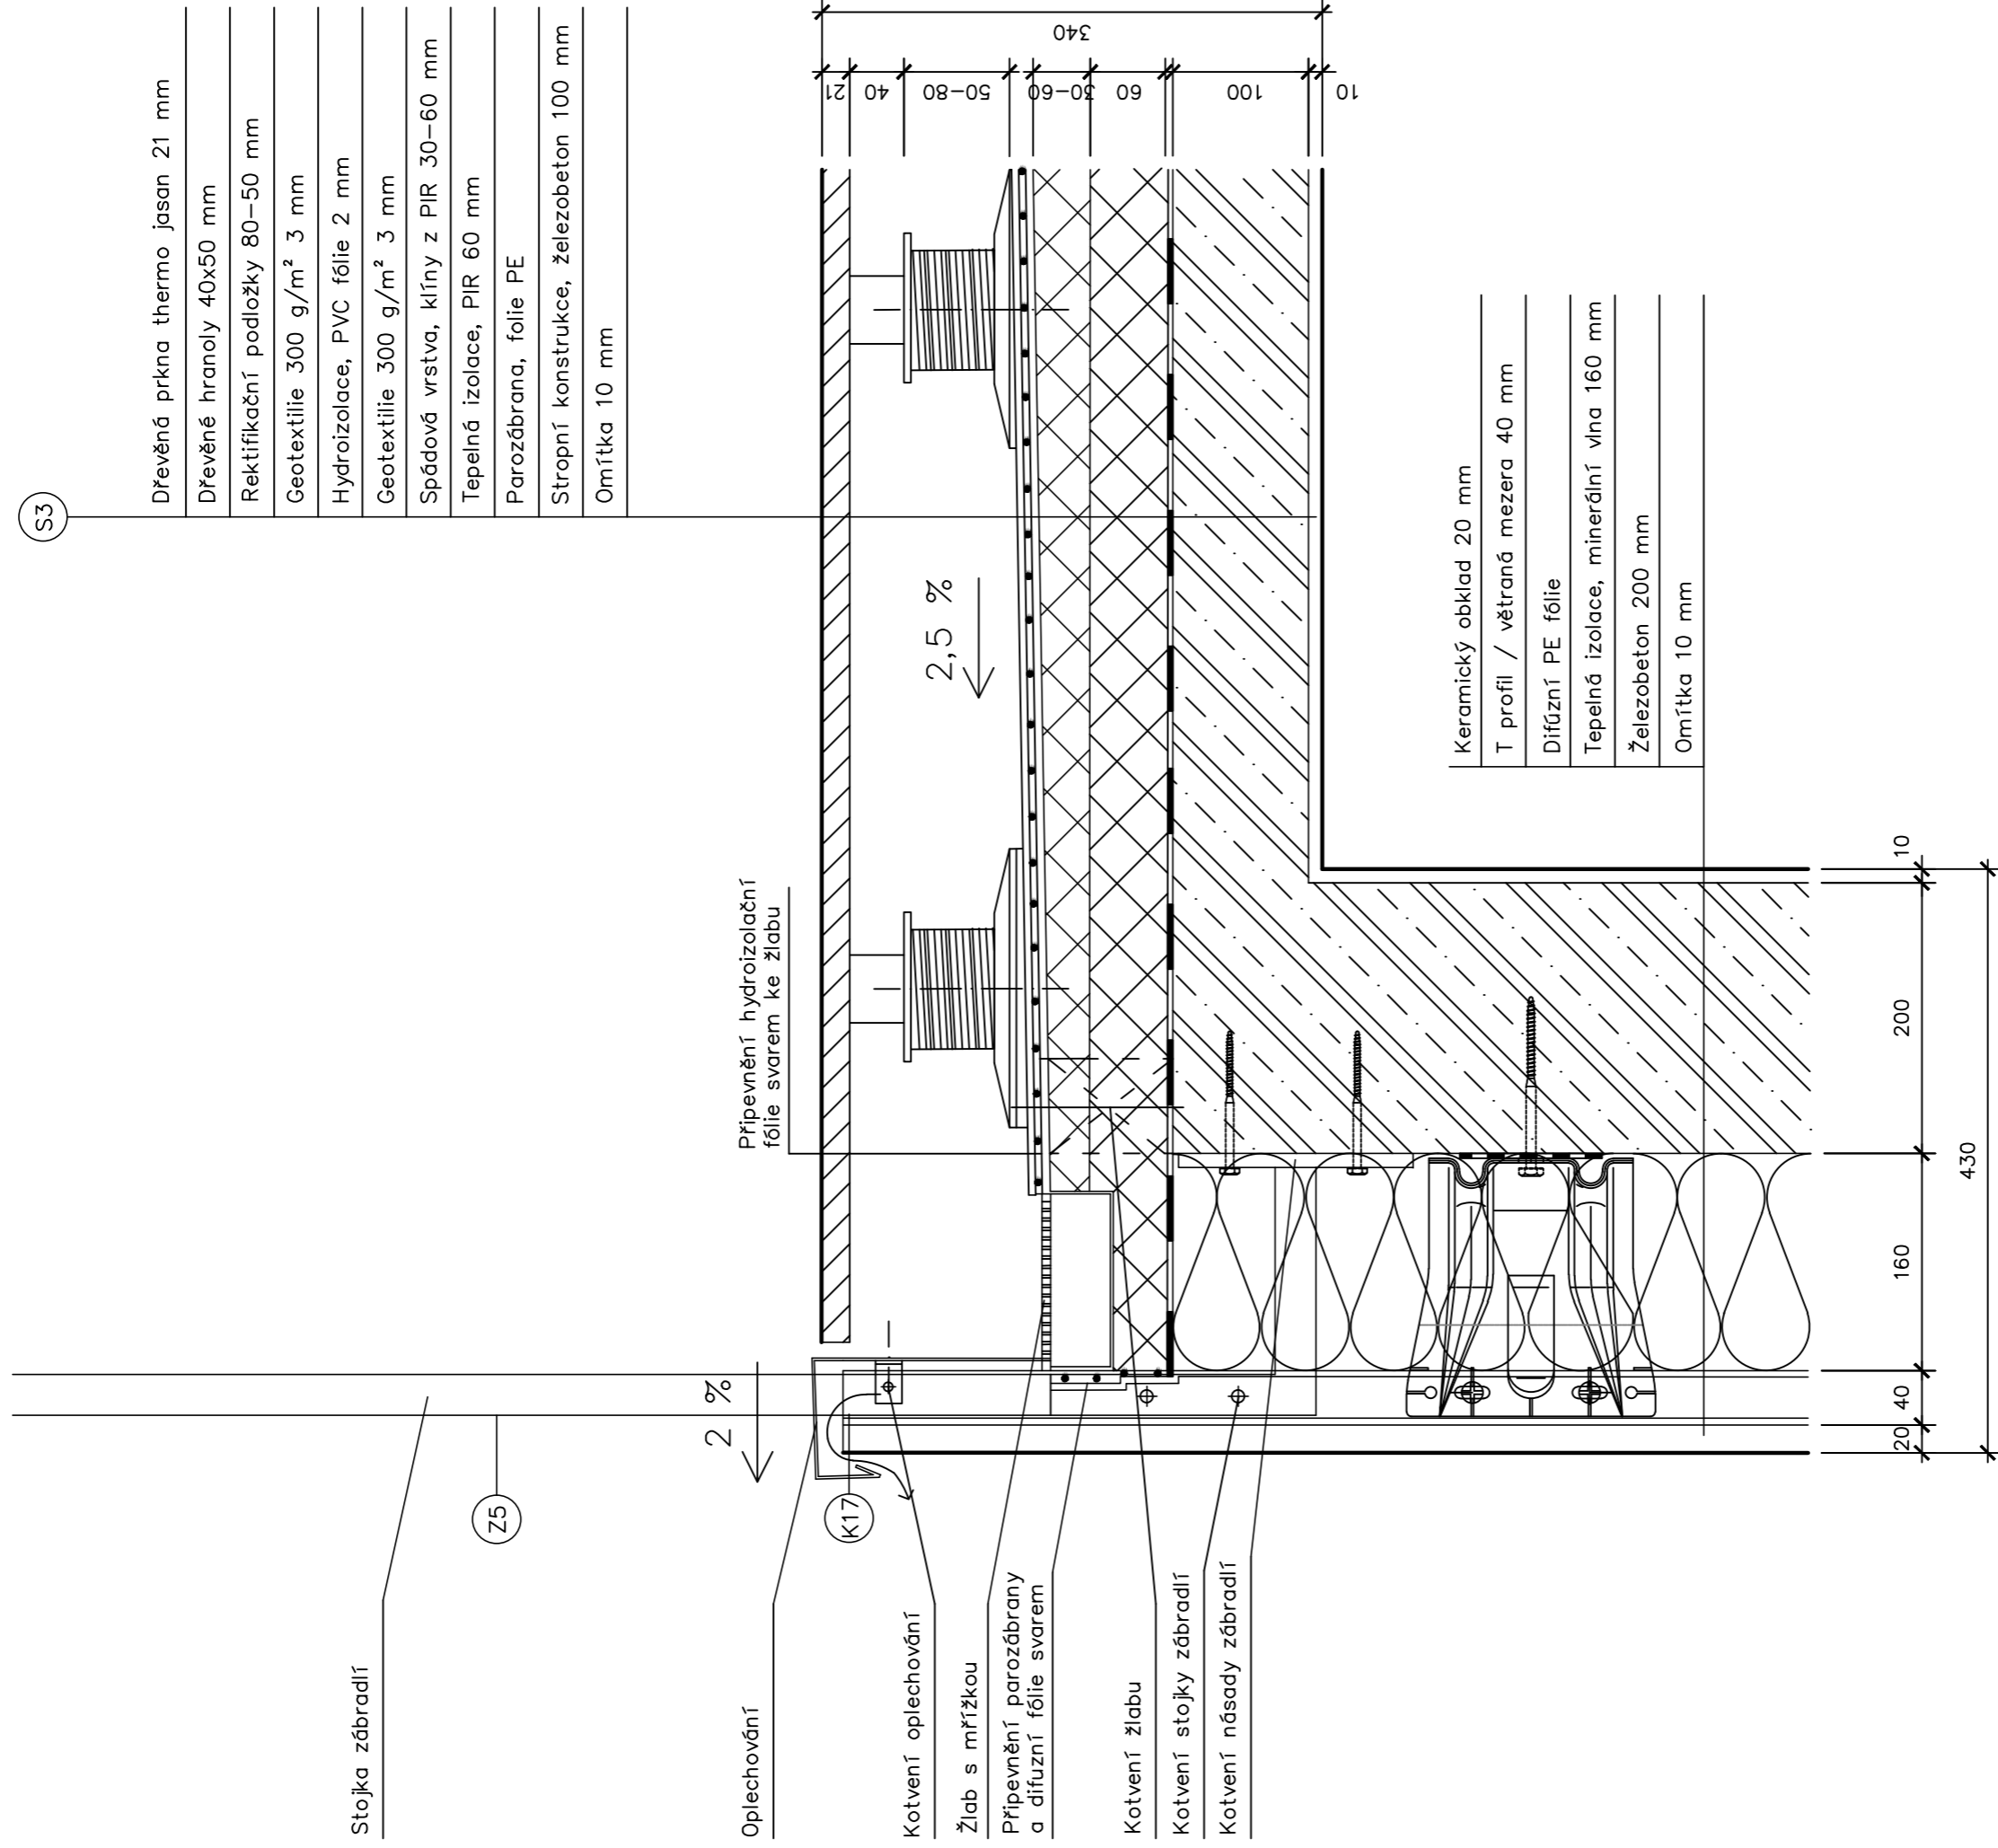 S3
Dřevěná prkna thermo jasan 21 mm
Dřevěné hranoly 40x50 mm
Rektifikační podložky 80-50 mm
Geotextilie 300 g/m² 3 mm
Hydroizolace, PVC fólie 2 mm
Geotextilie 300 g/m² 3 mm
Spádová vrstva, klíny z PIR 30-60 mm
Tepelná izolace, PIR 60 mm
Parozábrana, folie PE
Stropní konstrukce, železobeton 100 mm
Omítka 10 mm
Stojka zábradlí
Z5
2 %
Oplechování
K17
Kotvení oplechování
Žlab s mřížkou
Připevnění parozábrany
a difuzní fólie svarem
Kotvení žlabu
Kotvení stojky zábradlí
Kotvení násady zábradlí
Připevnění hydroizolační
fólie svarem ke žlabu
2,5 %
21
40
50-80
30-60
60
100
10
340
Keramický obklad 20 mm
T profil / větraná mezera 40 mm
Difúzní PE fólie
Tepelná izolace, minerální vlna 160 mm
Železobeton 200 mm
Omítka 10 mm
20
40
160
200
10
430